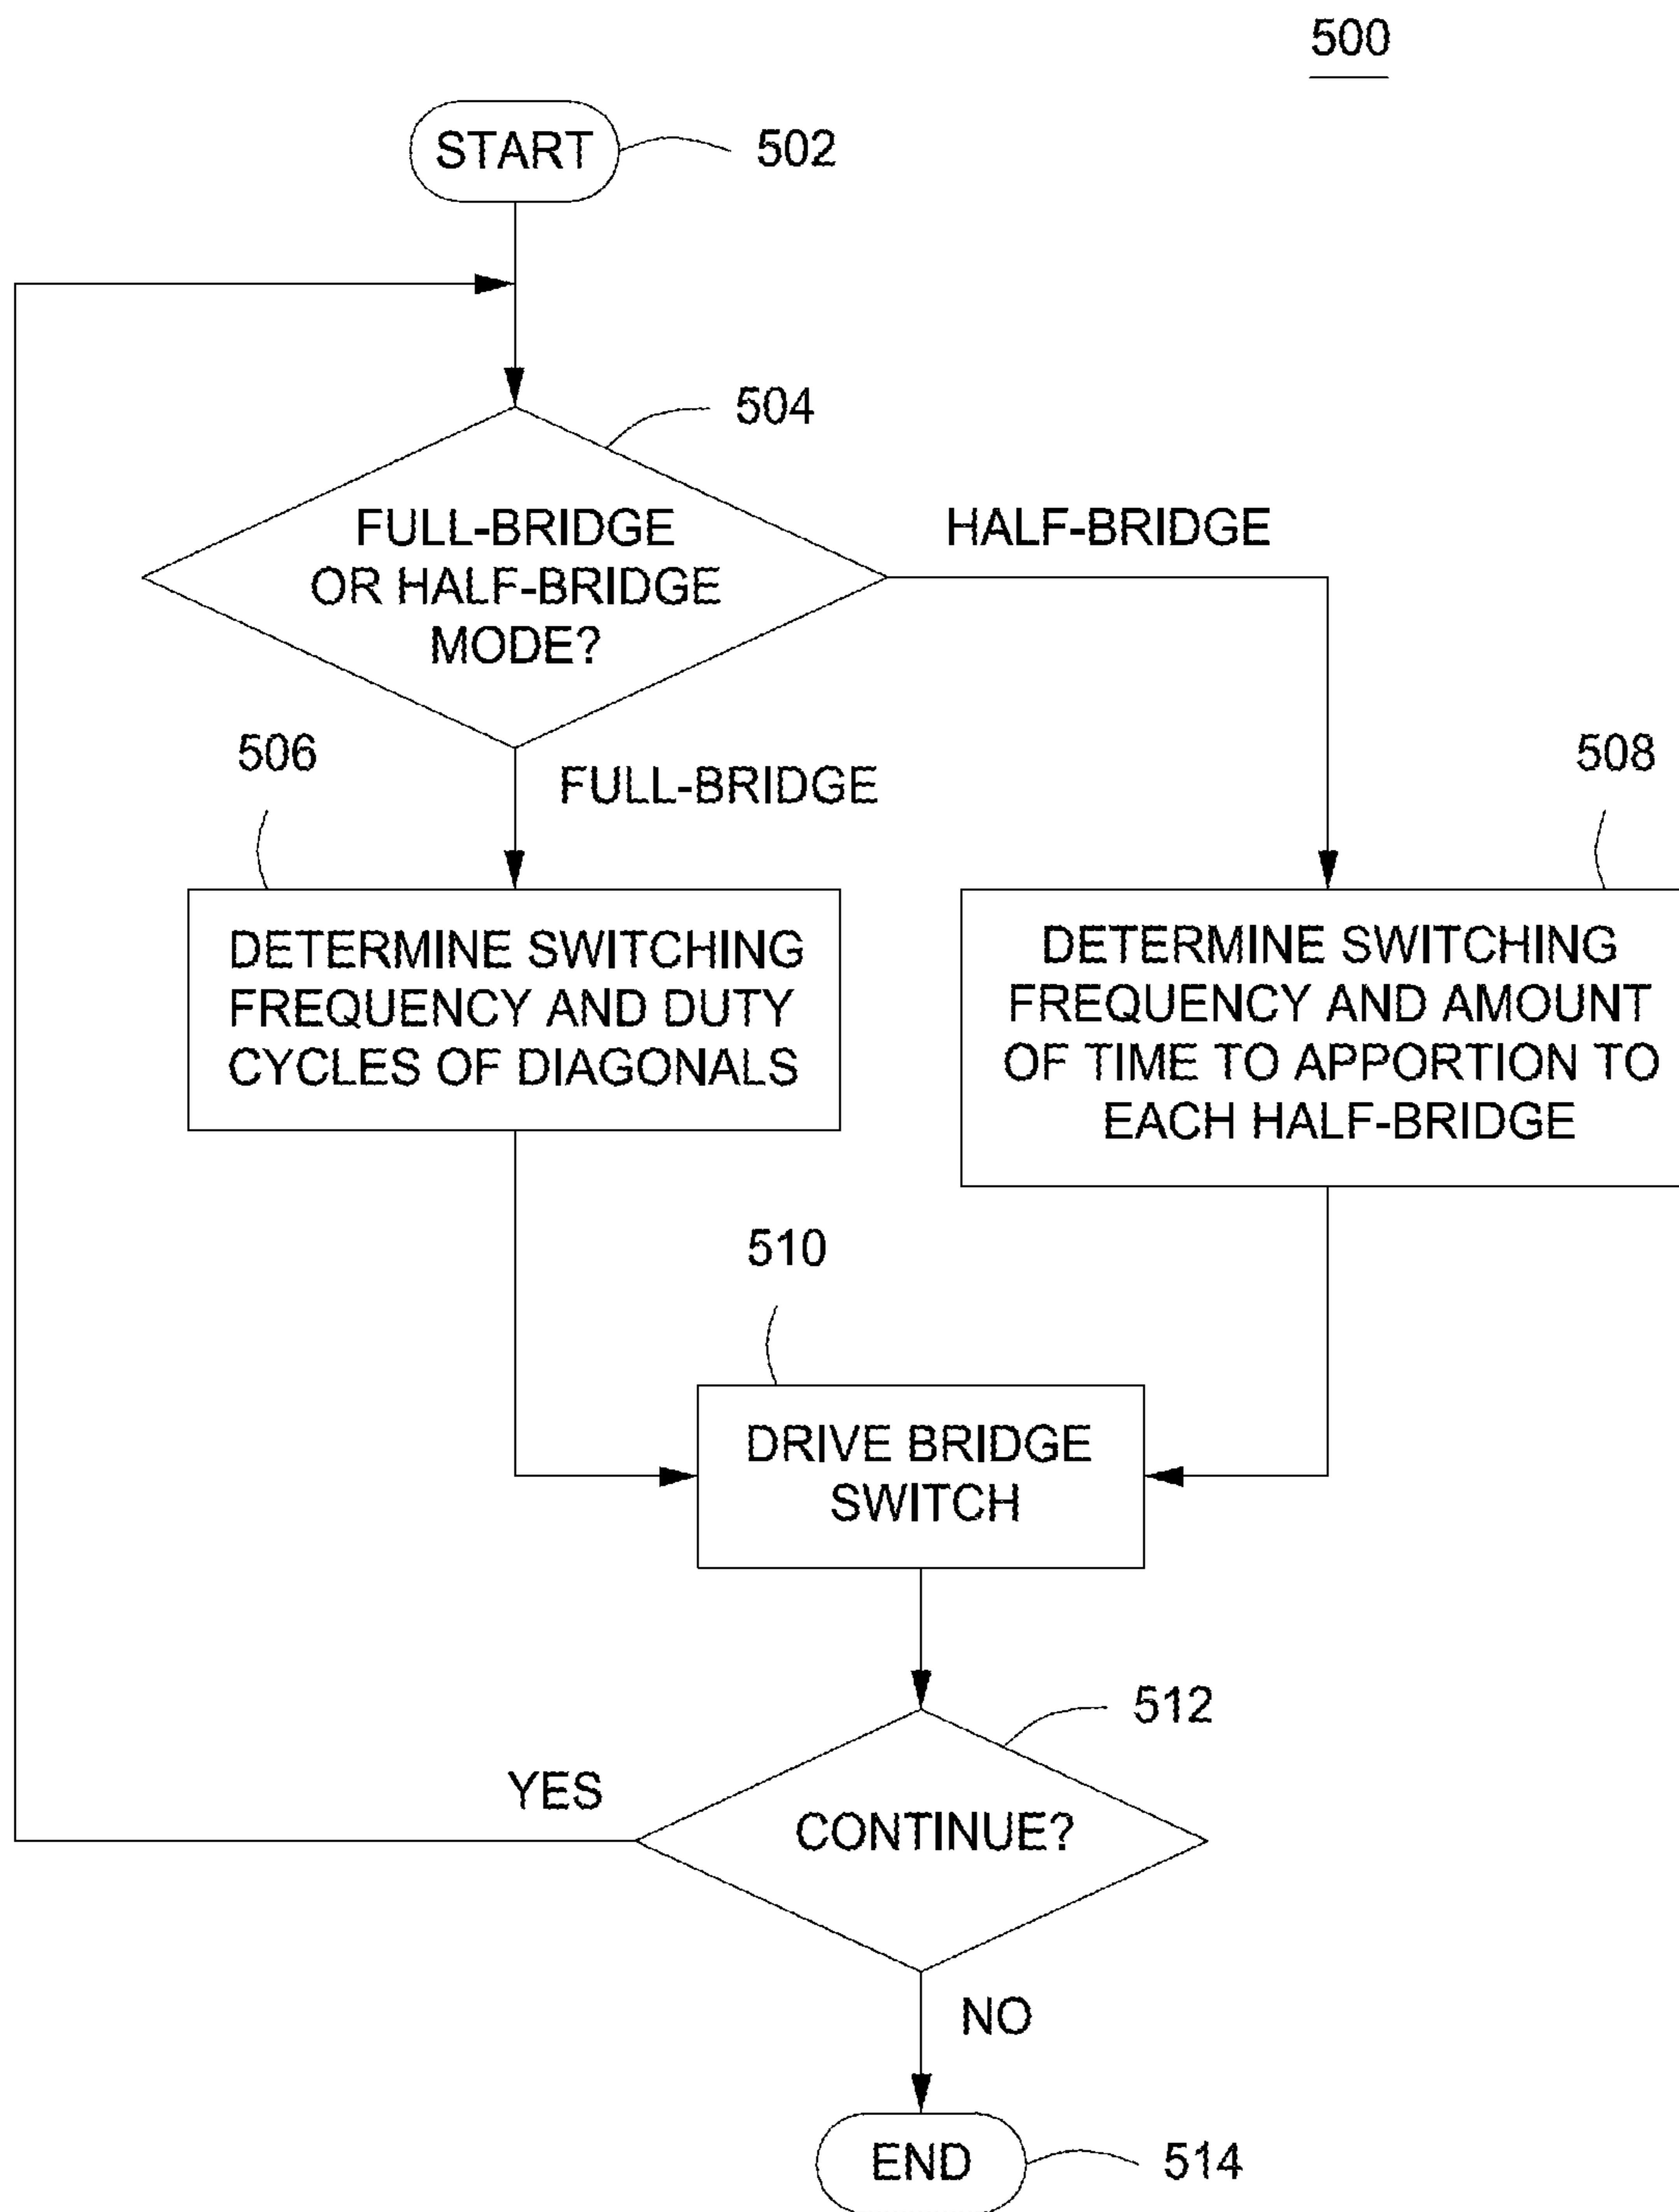 500
START
502
504
FULL-BRIDGE
OR HALF-BRIDGE
MODE?
HALF-BRIDGE
506
FULL-BRIDGE
508
DETERMINE SWITCHING
FREQUENCY AND DUTY
CYCLES OF DIAGONALS
DETERMINE SWITCHING
FREQUENCY AND AMOUNT
OF TIME TO APPORTION TO
EACH HALF-BRIDGE
510
DRIVE BRIDGE
SWITCH
512
YES
CONTINUE?
NO
END
514